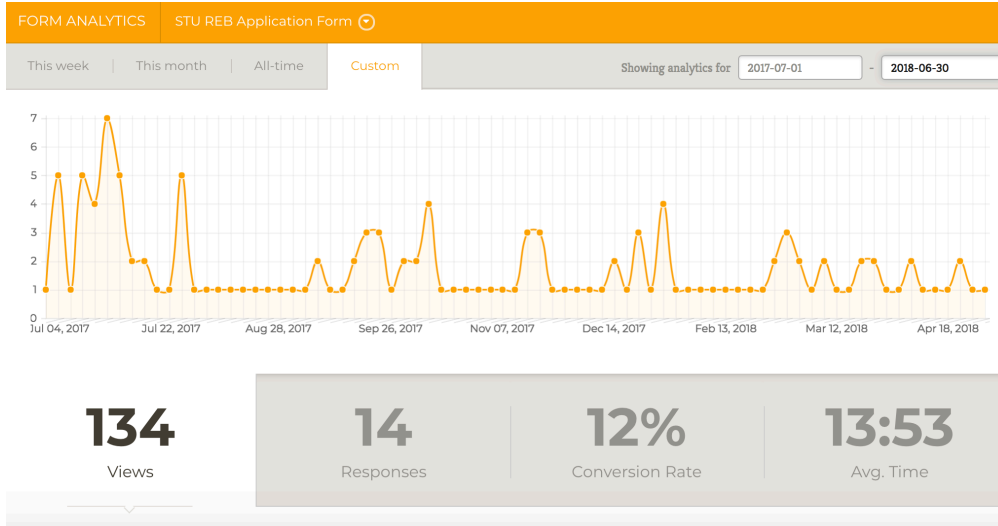 FORM ANALYTICS STU REB Application Form
This week This month All-time Custom Showing analytics for 2017-07-01 - 2018-06-30
7
6
5
4
3
2
1
0
Jul 04, 2017 Jul 22, 2017 Aug 28, 2017 Sep 26, 2017 Nov 07, 2017 Dec 14, 2017 Feb 13, 2018 Mar 12, 2018 Apr 18, 2018
134 14 12% 13:53
Views Responses Conversion Rate Avg. Time